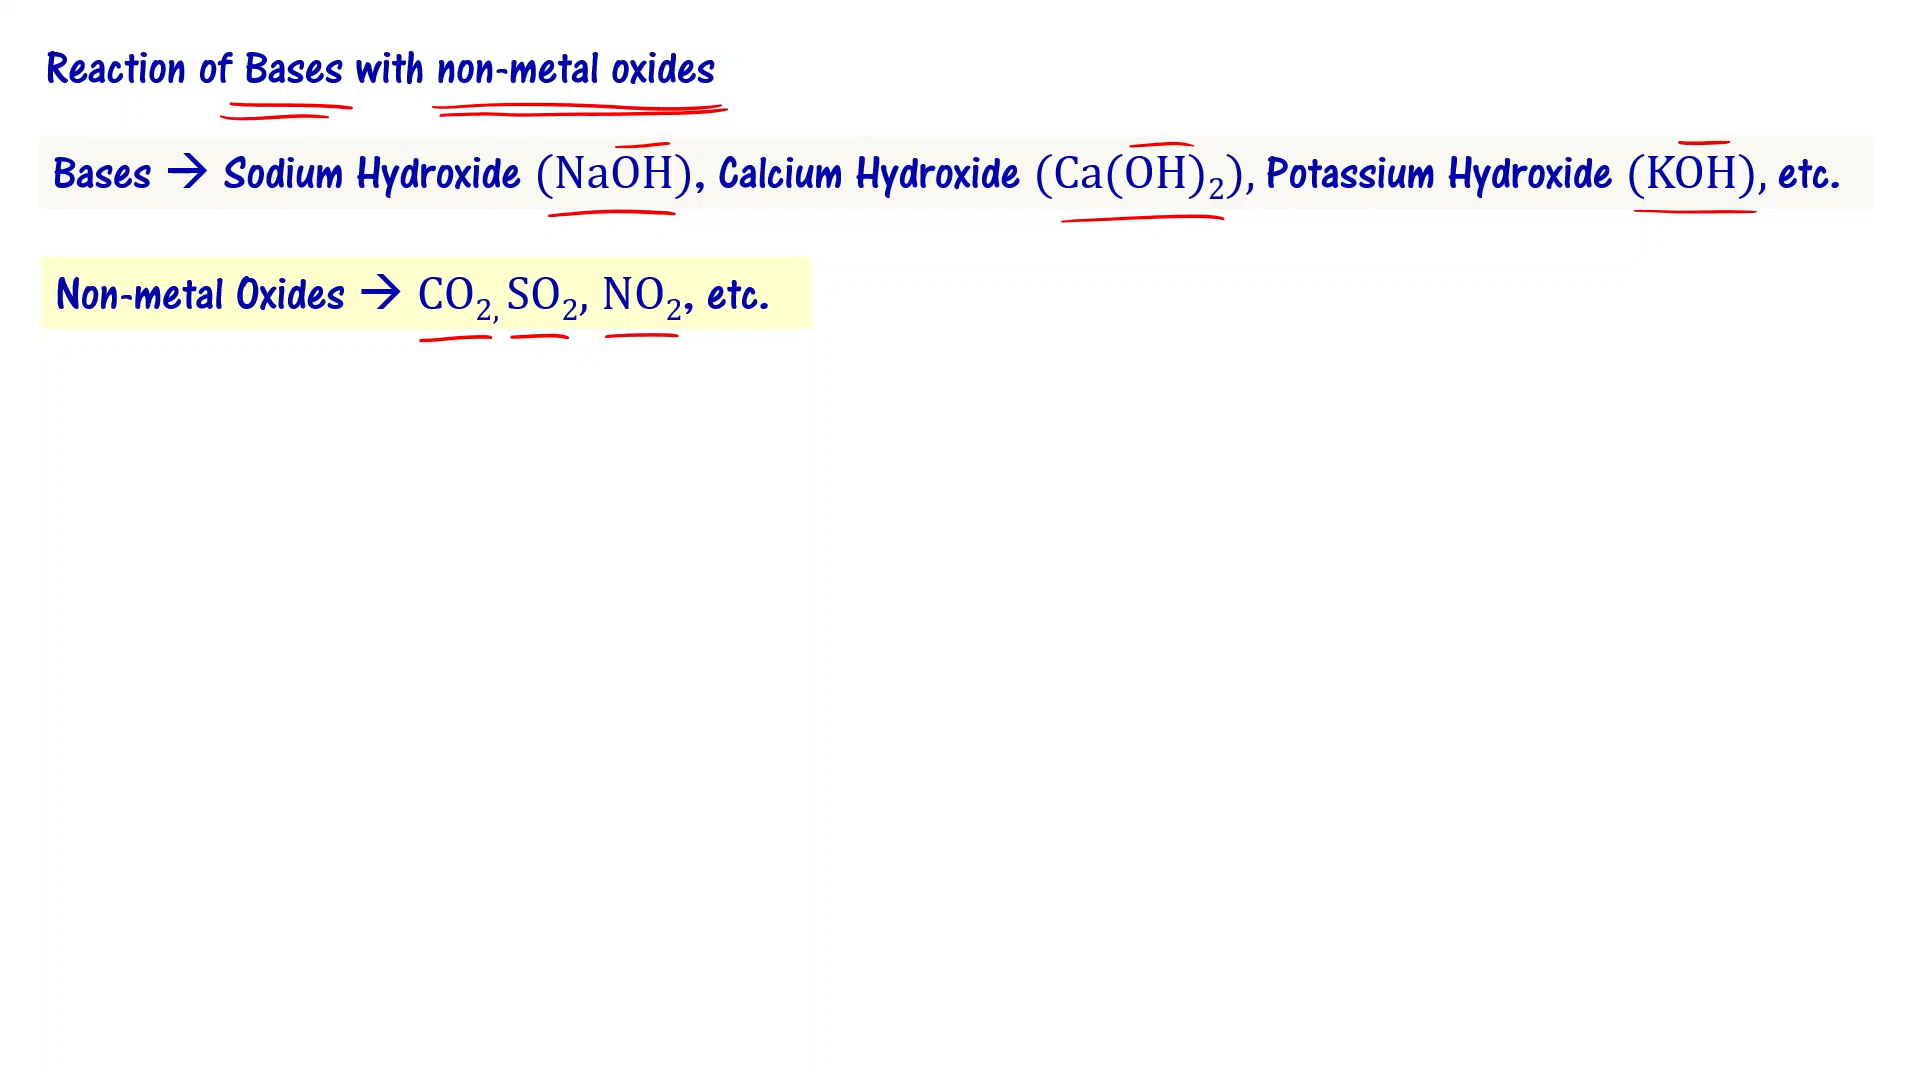 Reaction of Bases with non-metal oxides
Bases → Sodium Hydroxide (NaOH), Calcium Hydroxide (Ca(OH)₂), Potassium Hydroxide (KOH), etc.
Non-metal Oxides → CO₂, SO₂, NO₂, etc.